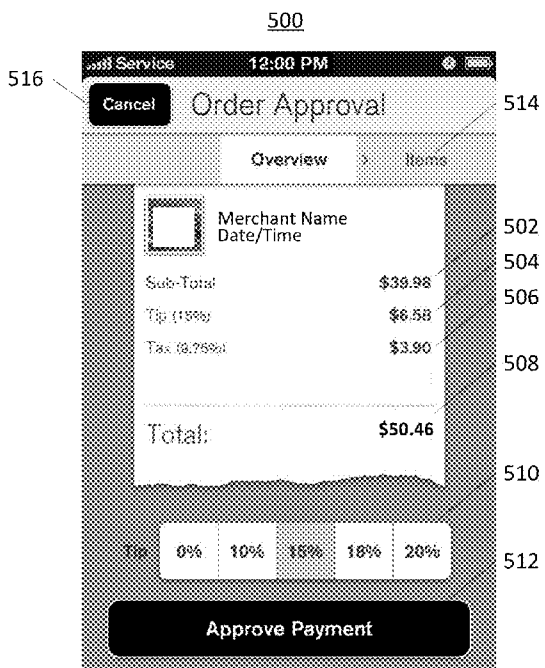 500
Service 12:00 PM
516
Cancel Order Approval
514
Overview > Items
Merchant Name
Date/Time
502
Sub-Total $39.98
504
Tip (15%) $6.58
506
Tax (9.75%) $3.90
508
Total: $50.46
510
Tip 0% 10% 15% 18% 20%
512
Approve Payment